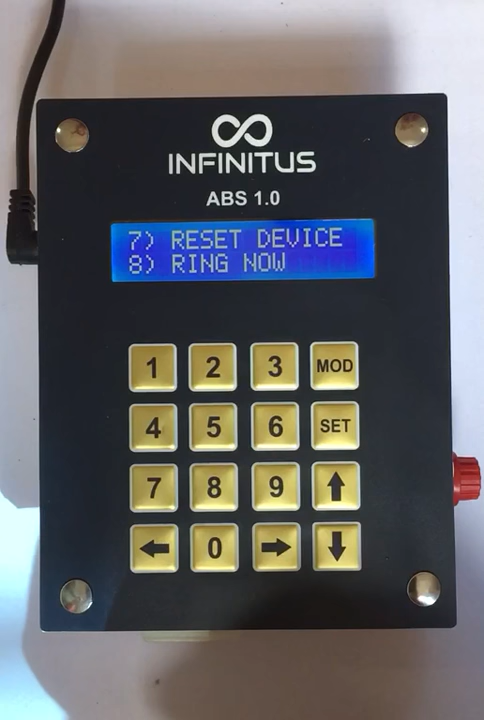 INFINITUS
ABS 1.0
7) RESET DEVICE
8) RING NOW
1 2 3 MOD
4 5 6 SET
7 8 9 ↑
← 0 → ↓